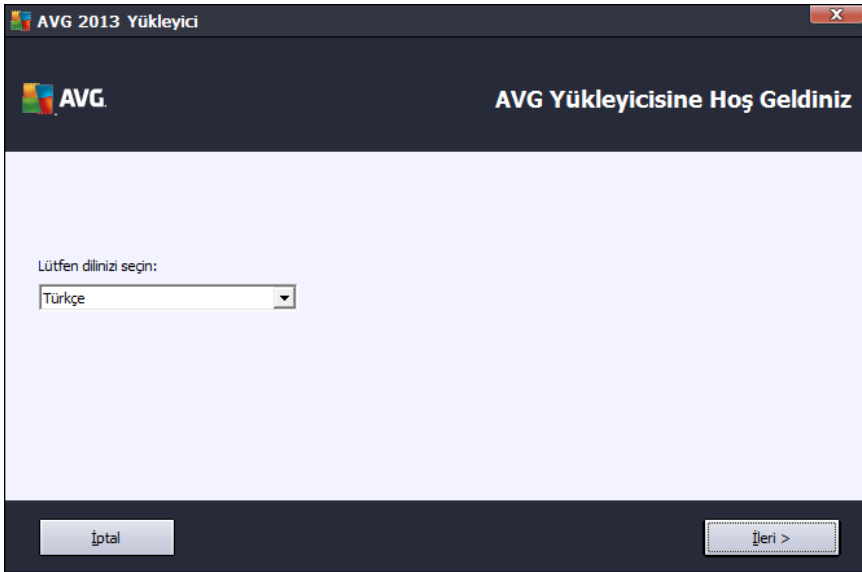 AVG 2013 Yükleyici
AVG.
AVG Yükleyicisine Hoş Geldiniz
Lütfen dilinizi seçin:
Türkçe
İptal
İleri >